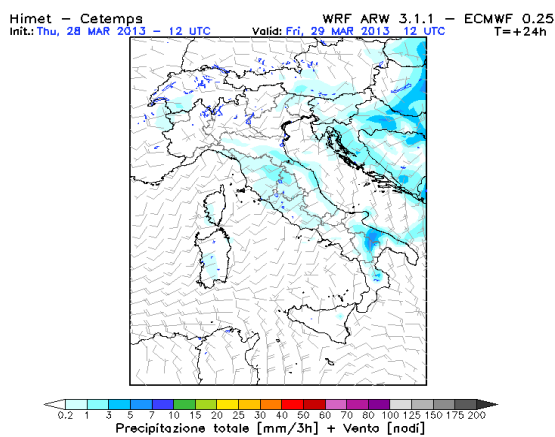 Himet – Cetemps WRF ARW 3.1.1 – ECMWF 0.25
Init.: Thu, 28 MAR 2013 – 12 UTC Valid: Fri, 29 MAR 2013 12 UTC T=+24h
0.2 1 3 5 7 10 15 20 25 30 40 50 60 70 80 100 125 150 175 200
Precipitazione totale [mm/3h] + Vento [nodi]